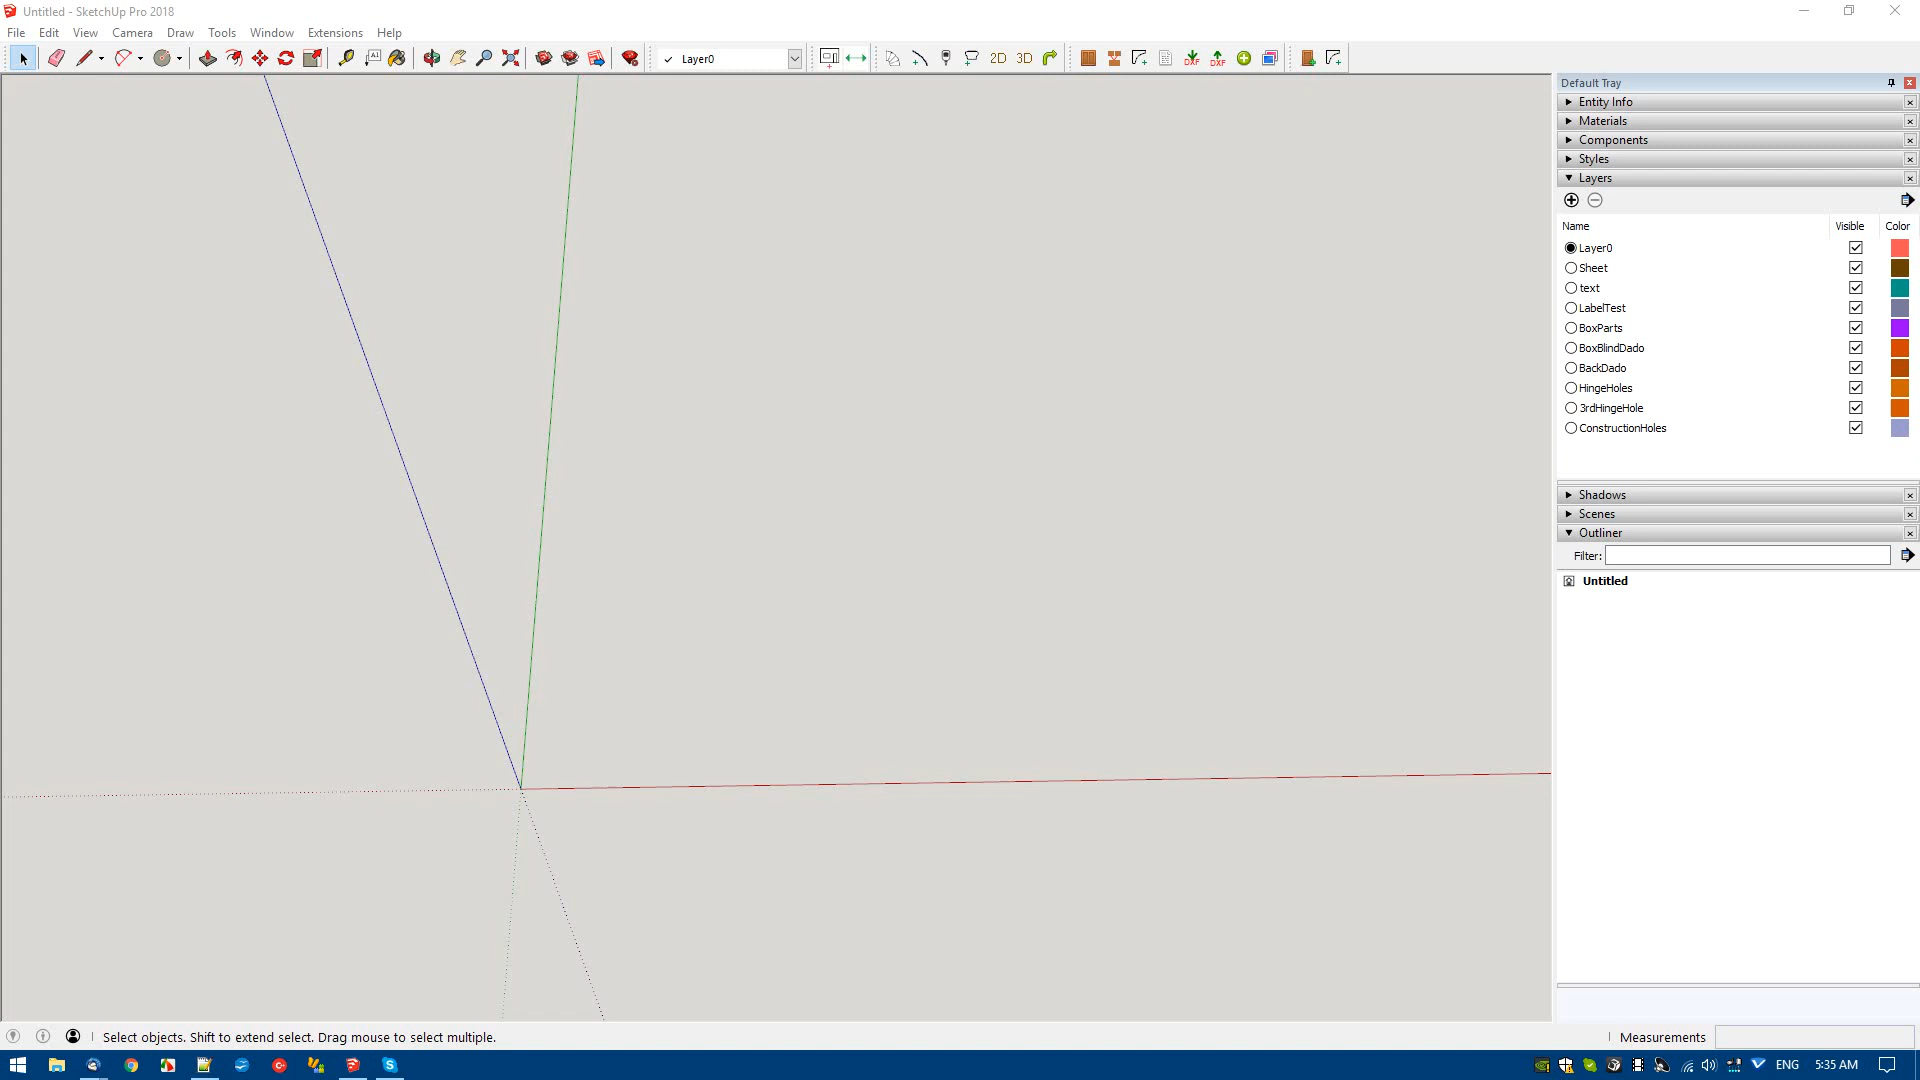 Untitled - SketchUp Pro 2018
File Edit View Camera Draw Tools Window Extensions Help
A1 Layer0 2D 3D DXF DXF
Default Tray
Entity Info
Materials
Components
Styles
Layers
Name Visible Color
Layer0
Sheet
text
LabelTest
BoxParts
BoxBlindDado
BackDado
HingeHoles
3rdHingeHole
ConstructionHoles
Shadows
Scenes
Outliner
Filter:
Untitled
Select objects. Shift to extend select. Drag mouse to select multiple.
Measurements
ENG 5:35 AM